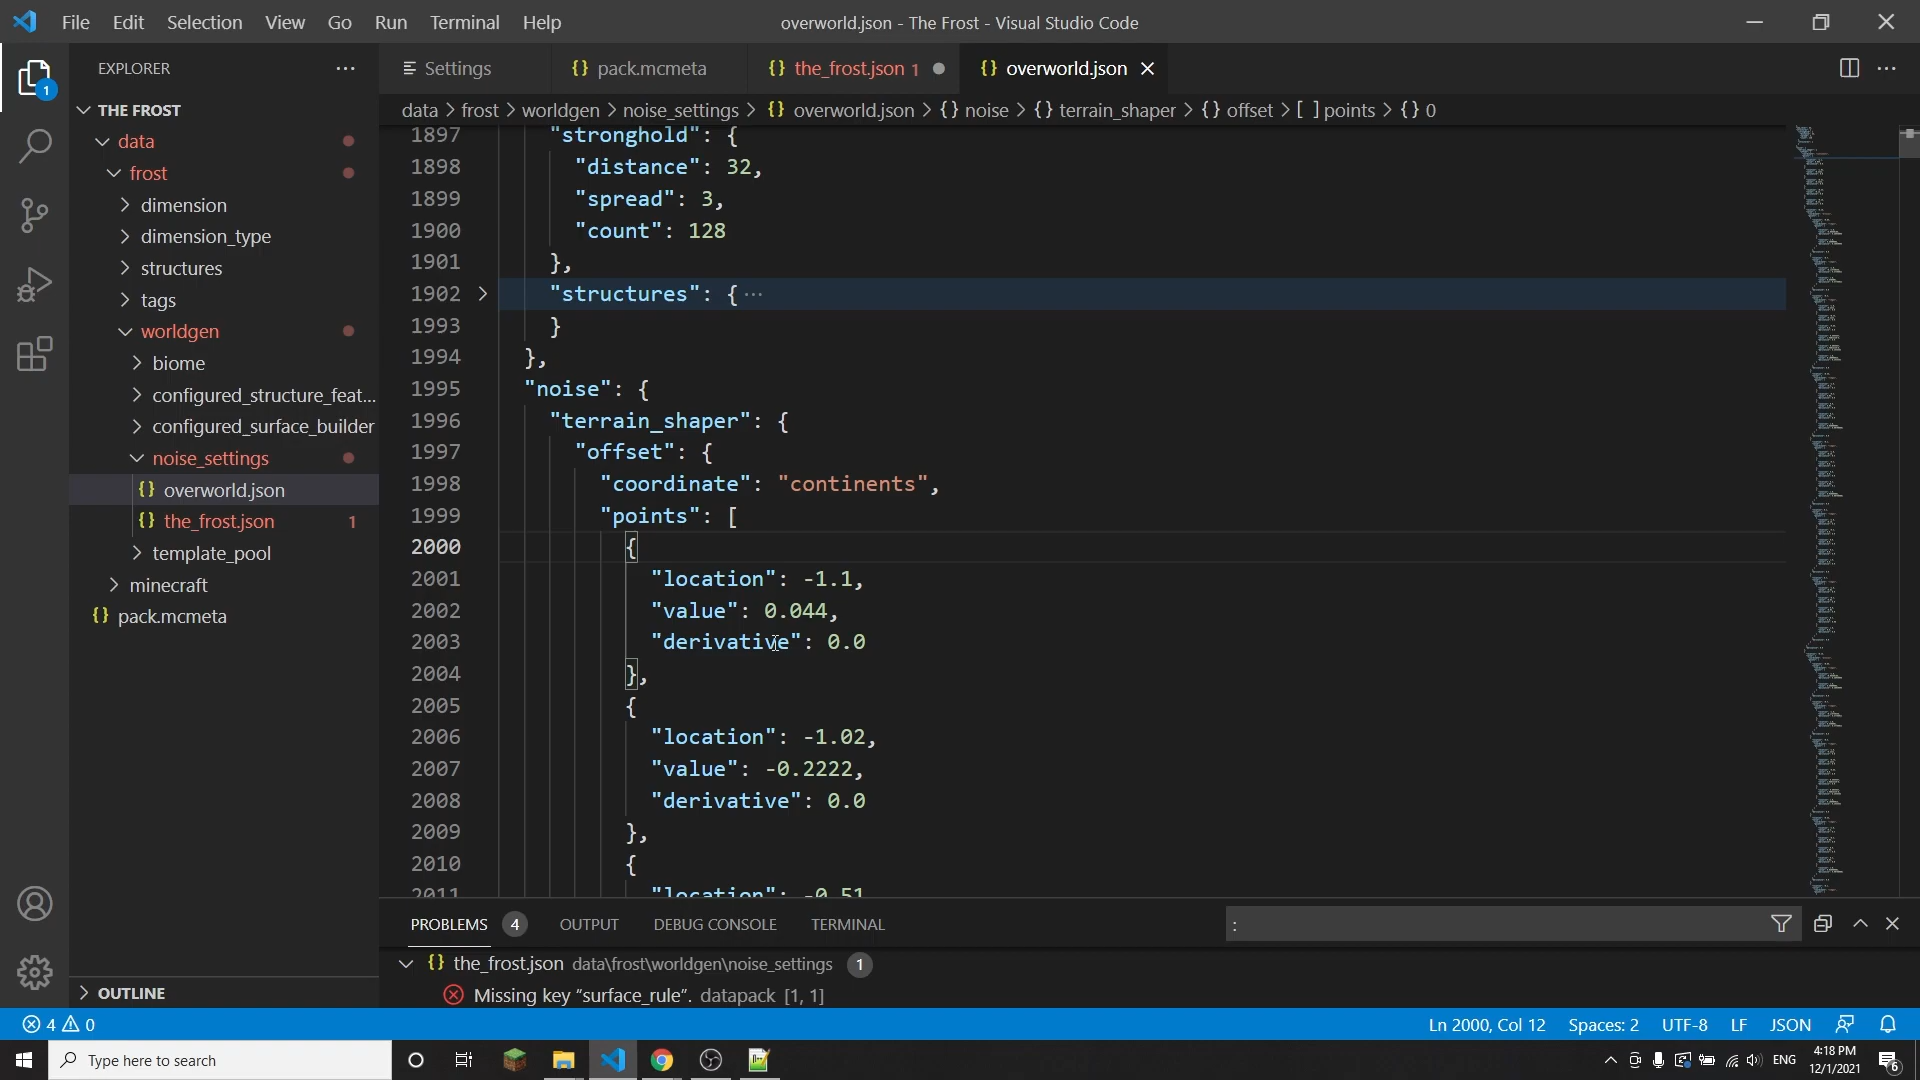 File Edit Selection View Go Run Terminal Help
overworld.json - The Frost - Visual Studio Code
EXPLORER
THE FROST
data
frost
dimension
dimension_type
structures
tags
worldgen
biome
configured_structure_feat...
configured_surface_builder
noise_settings
{} overworld.json
{} the_frost.json 1
template_pool
minecraft
{} pack.mcmeta
OUTLINE
1
Settings
{} pack.mcmeta
{} the_frost.json 1
{} overworld.json
data > frost > worldgen > noise_settings > {} overworld.json > {} noise > {} terrain_shaper > {} offset > [ ] points > {} 0
1897 "stronghold": {
1898 "distance": 32,
1899 "spread": 3,
1900 "count": 128
1901 },
1902 "structures": { ...
1993 }
1994 },
1995 "noise": {
1996 "terrain_shaper": {
1997 "offset": {
1998 "coordinate": "continents",
1999 "points": [
2000 {
2001 "location": -1.1,
2002 "value": 0.044,
2003 "derivative": 0.0
2004 },
2005 {
2006 "location": -1.02,
2007 "value": -0.2222,
2008 "derivative": 0.0
2009 },
2010 {
2011 "location": -0.51
PROBLEMS 4 OUTPUT DEBUG CONSOLE TERMINAL
:
{} the_frost.json data\frost\worldgen\noise_settings 1
Missing key “surface_rule”. datapack [1, 1]
4 0
Ln 2000, Col 12 Spaces: 2 UTF-8 LF JSON
Type here to search
ENG
4:18 PM
12/1/2021
6